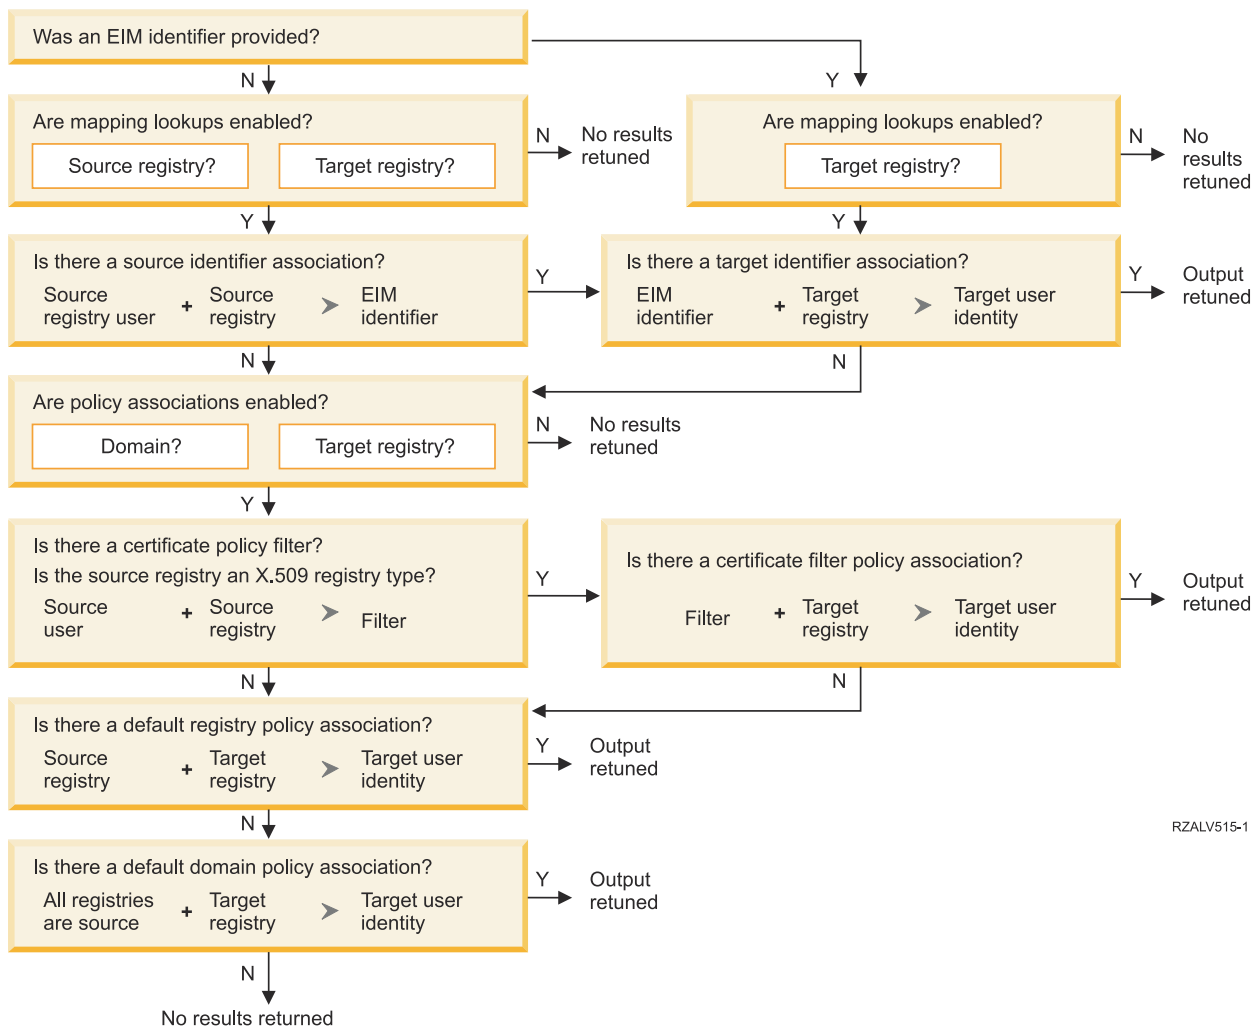 Was an EIM identifier provided?
N
Y
Are mapping lookups enabled?
Source registry?
Target registry?
N
No results
retuned
Are mapping lookups enabled?
Target registry?
N
No
results
retuned
Y
Y
Is there a source identifier association?
Source
registry user
+
Source
registry
EIM
identifier
Y
Is there a target identifier association?
EIM
identifier
+
Target
registry
Target user
identity
Y
Output
retuned
N
N
Are policy associations enabled?
Domain?
Target registry?
N
No results
retuned
Y
Is there a certificate policy filter?
Is the source registry an X.509 registry type?
Source
user
+
Source
registry
Filter
Y
Is there a certificate filter policy association?
Filter
+
Target
registry
Target user
identity
Y
Output
retuned
N
N
Is there a default registry policy association?
Source
registry
+
Target
registry
Target user
identity
Y
Output
retuned
N
RZALV515-1
Is there a default domain policy association?
All registries
are source
+
Target
registry
Target user
identity
Y
Output
retuned
N
No results returned